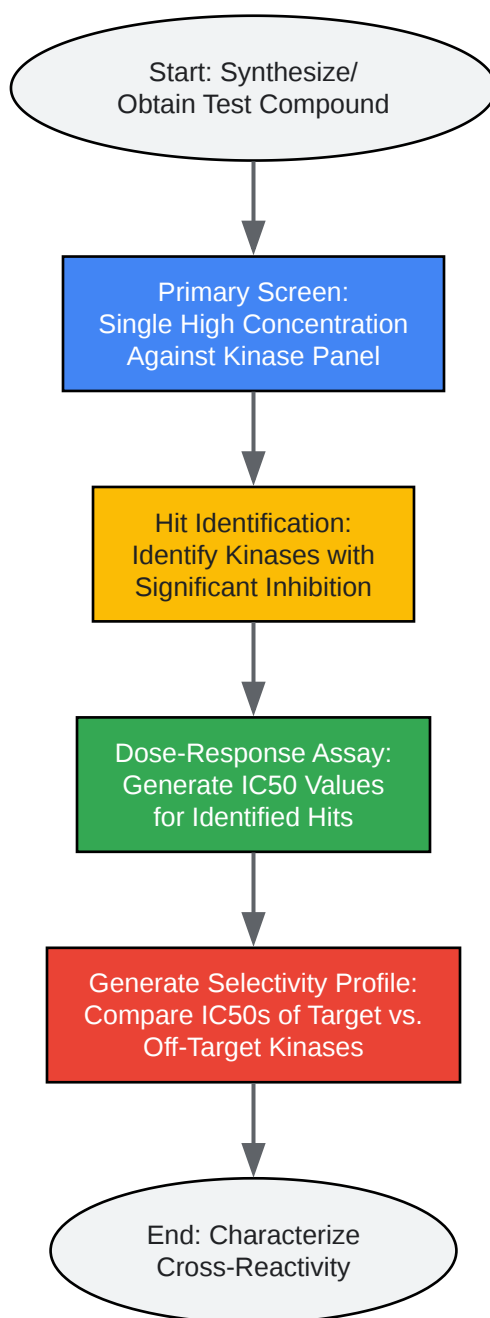 Start: Synthesize/
Obtain Test Compound
Primary Screen:
Single High Concentration
Against Kinase Panel
Hit Identification:
Identify Kinases with
Significant Inhibition
Dose-Response Assay:
Generate IC50 Values
for Identified Hits
Generate Selectivity Profile:
Compare IC50s of Target vs.
Off-Target Kinases
End: Characterize
Cross-Reactivity